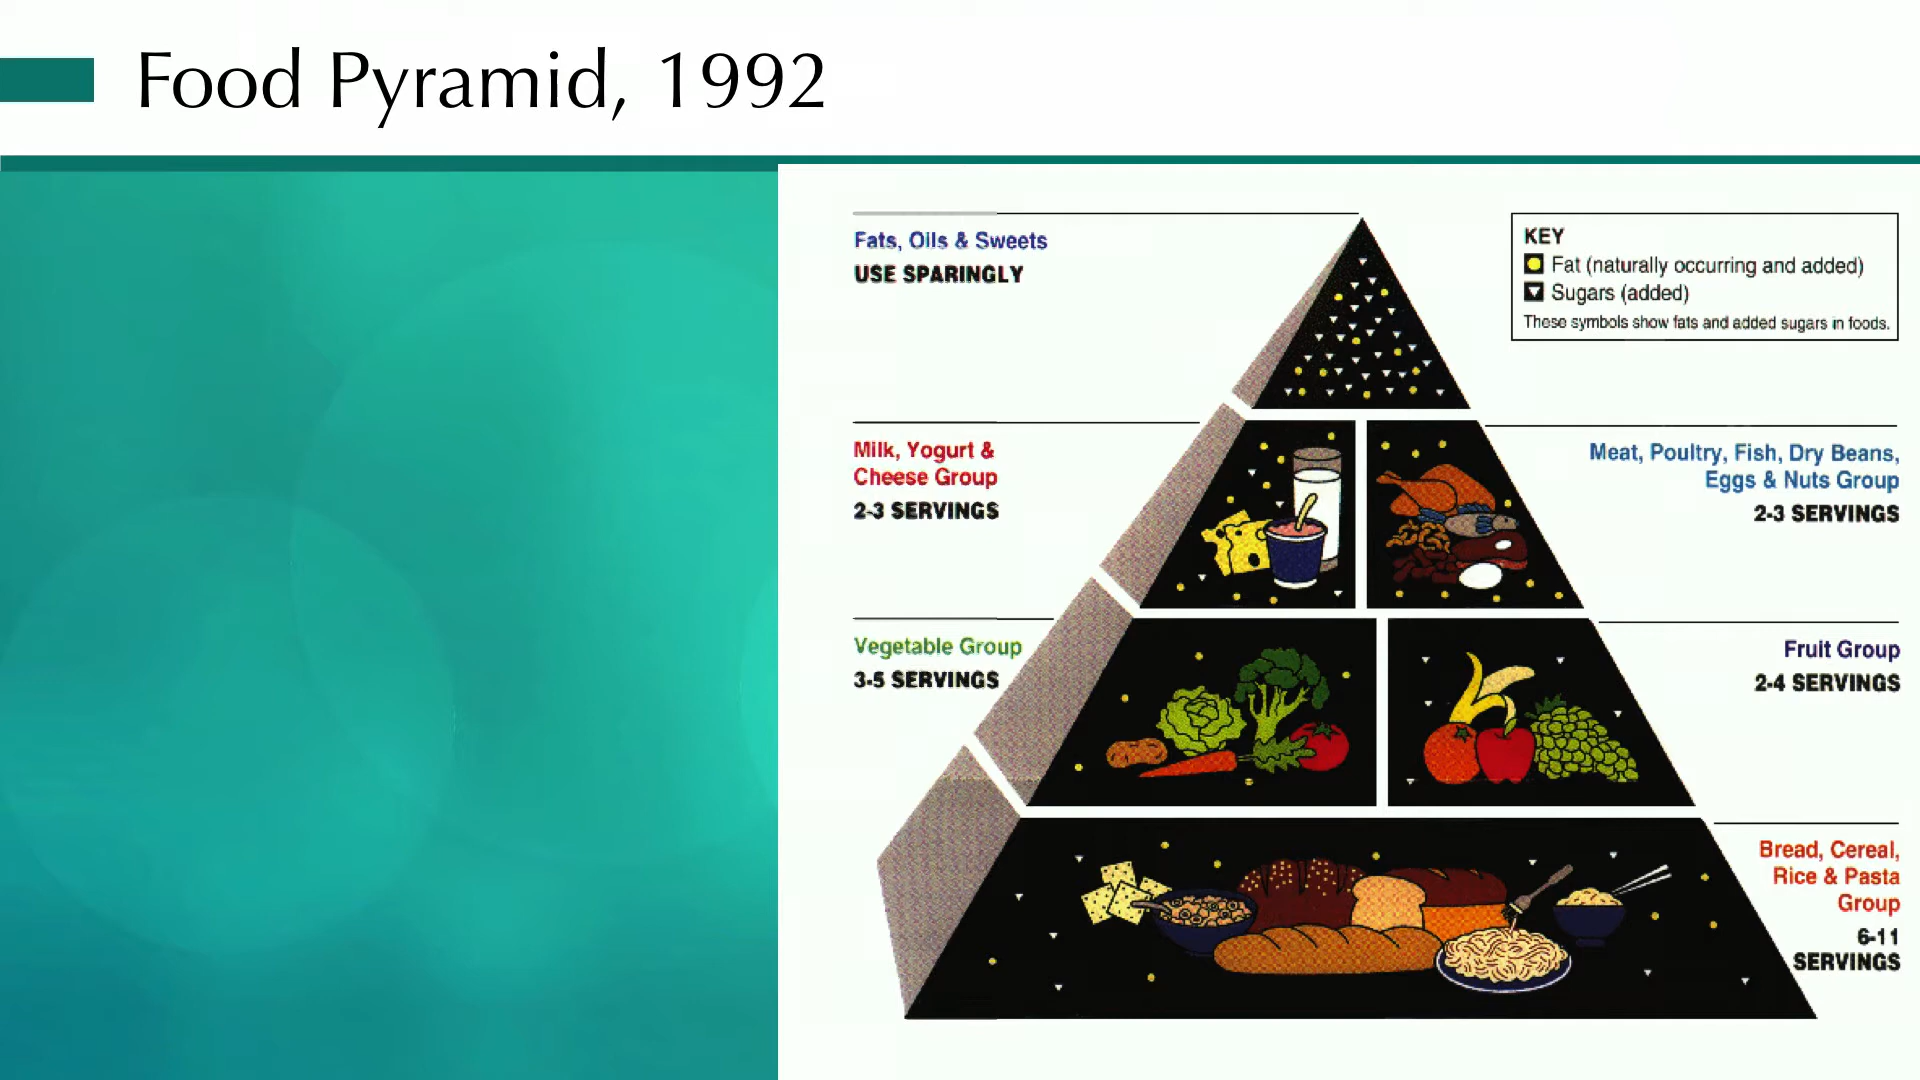 Food Pyramid, 1992
Fats, Oils & Sweets
USE SPARINGLY
KEY
Fat (naturally occurring and added)
Sugars (added)
These symbols show fats and added sugars in foods.
Milk, Yogurt &
Cheese Group
2-3 SERVINGS
Meat, Poultry, Fish, Dry Beans,
Eggs & Nuts Group
2-3 SERVINGS
Vegetable Group
3-5 SERVINGS
Fruit Group
2-4 SERVINGS
Bread, Cereal,
Rice & Pasta
Group
6-11
SERVINGS